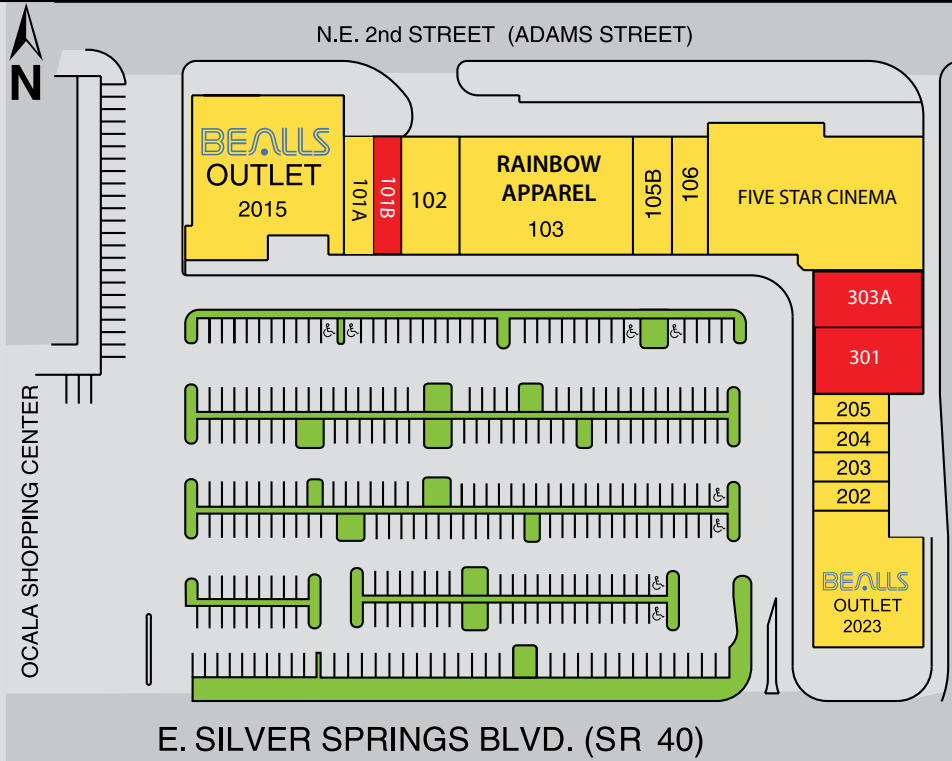 N
N.E. 2nd STREET (ADAMS STREET)
BEALLS
OUTLET
2015
101A
101B
102
RAINBOW
APPAREL
103
105B
106
FIVE STAR CINEMA
303A
301
205
204
203
202
BEALLS
OUTLET
2023
OCALA SHOPPING CENTER
E. SILVER SPRINGS BLVD. (SR 40)